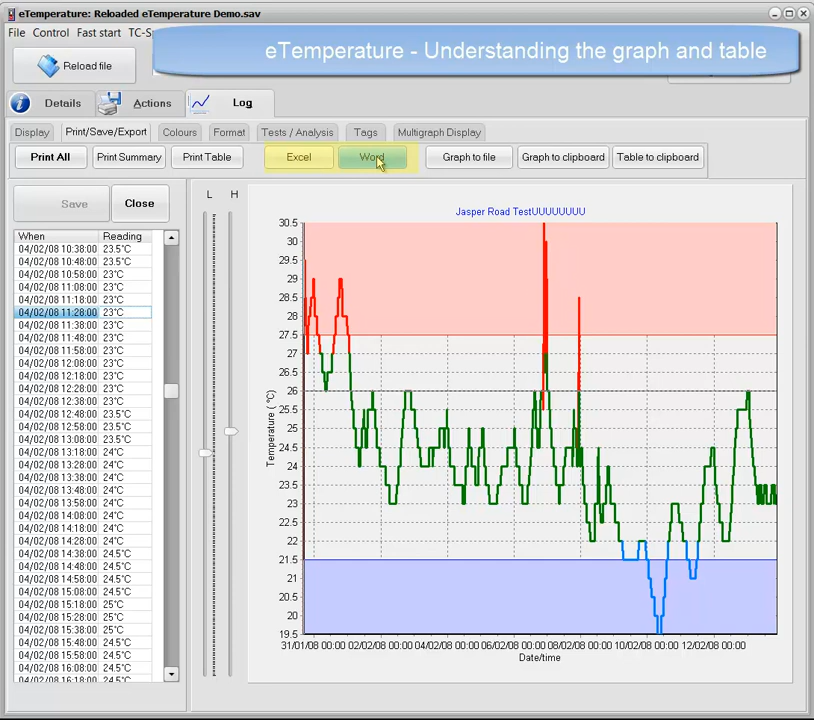 eTemperature: Reloaded eTemperature Demo.sav
File Control Fast start TC-S
eTemperature - Understanding the graph and table
Reload file
Details Actions Log
Display Print/Save/Export Colours Format Tests / Analysis Tags Multigraph Display
Print All Print Summary Print Table Excel Word Graph to file Graph to clipboard Table to clipboard
Save Close
L H
Jasper Road TestUUUUUUUU
When Reading
04/02/08 10:38:00 23.5°C
04/02/08 10:48:00 23.5°C
04/02/08 10:58:00 23°C
04/02/08 11:08:00 23°C
04/02/08 11:18:00 23°C
04/02/08 11:28:00 23°C
04/02/08 11:38:00 23°C
04/02/08 11:48:00 23°C
04/02/08 11:58:00 23°C
04/02/08 12:08:00 23°C
04/02/08 12:18:00 23°C
04/02/08 12:28:00 23°C
04/02/08 12:38:00 23°C
04/02/08 12:48:00 23.5°C
04/02/08 12:58:00 23.5°C
04/02/08 13:08:00 23.5°C
04/02/08 13:18:00 24°C
04/02/08 13:28:00 24°C
04/02/08 13:38:00 24°C
04/02/08 13:48:00 24°C
04/02/08 13:58:00 24°C
04/02/08 14:08:00 24°C
04/02/08 14:18:00 24°C
04/02/08 14:28:00 24°C
04/02/08 14:38:00 24.5°C
04/02/08 14:48:00 24.5°C
04/02/08 14:58:00 24.5°C
04/02/08 15:08:00 24.5°C
04/02/08 15:18:00 25°C
04/02/08 15:28:00 25°C
04/02/08 15:38:00 25°C
04/02/08 15:48:00 24.5°C
04/02/08 15:58:00 24.5°C
04/02/08 16:08:00 24.5°C
04/02/08 16:18:00 24.5°C
Temperature ( °C)
30.5
30
29.5
29
28.5
28
27.5
27
26.5
26
25.5
25
24.5
24
23.5
23
22.5
22
21.5
21
20.5
20
19.5
31/01/08 00:00 02/02/08 00:00 04/02/08 00:00 06/02/08 00:00 08/02/08 00:00 10/02/08 00:00 12/02/08 00:00
Date/time